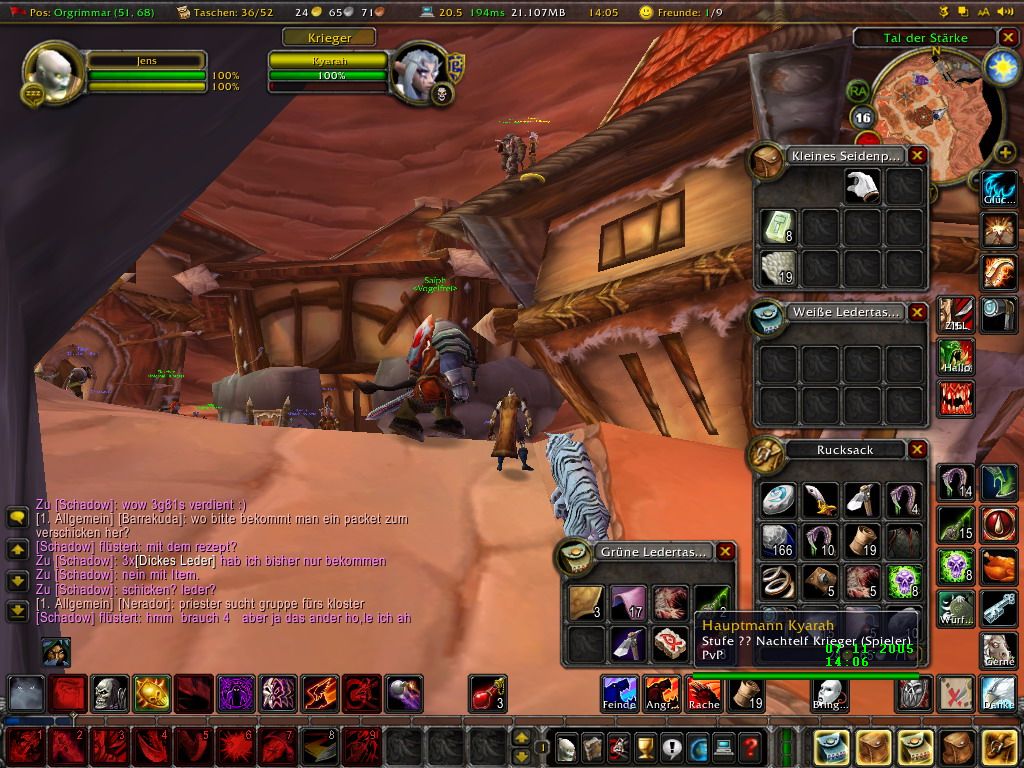 Pos: Orgrimmar (51, 68) Taschen: 36/52 24 65 71 20.5 194ms 21.107MB 14:05 Freunde: 1/9
Krieger
Tal der Stärke
Jens
100%
100%
Kyarah
100%
N
RA
16
zzz
Kleines Seidenp...
8
19
Saiph
<Vogelfrei>
Weiße Ledertas...
ZIEL
Hallo
Rucksack
4
166
10
19
5
5
8
14
15
8
Würf...
Gerne
Danke
Zu [Schadow]: wow 3g81s verdient :)
[1. Allgemein] [Barrakuda]: wo bitte bekommt man ein packet zum
verschicken her?
[Schadow] flüstert: mit dem rezept?
Zu [Schadow]: 3x[Dickes Leder] hab ich bisher nur bekommen
Zu [Schadow]: nein mit Item.
Zu [Schadow]: schicken? leder?
[1. Allgemein] [Nerador]: priester sucht gruppe fürs kloster
[Schadow] flüstert: hmm brauch 4 aber ja das ander ho,le ich ah
Grüne Ledertas...
3
17
2
Hauptmann Kyarah
Stufe ?? Nachtelf Krieger (Spieler)
PvP
07.11.2005
14:06
3
Feinde
Angr...
Rache
19
Bring...
1 2 3 4 5 6 7 8 9
1